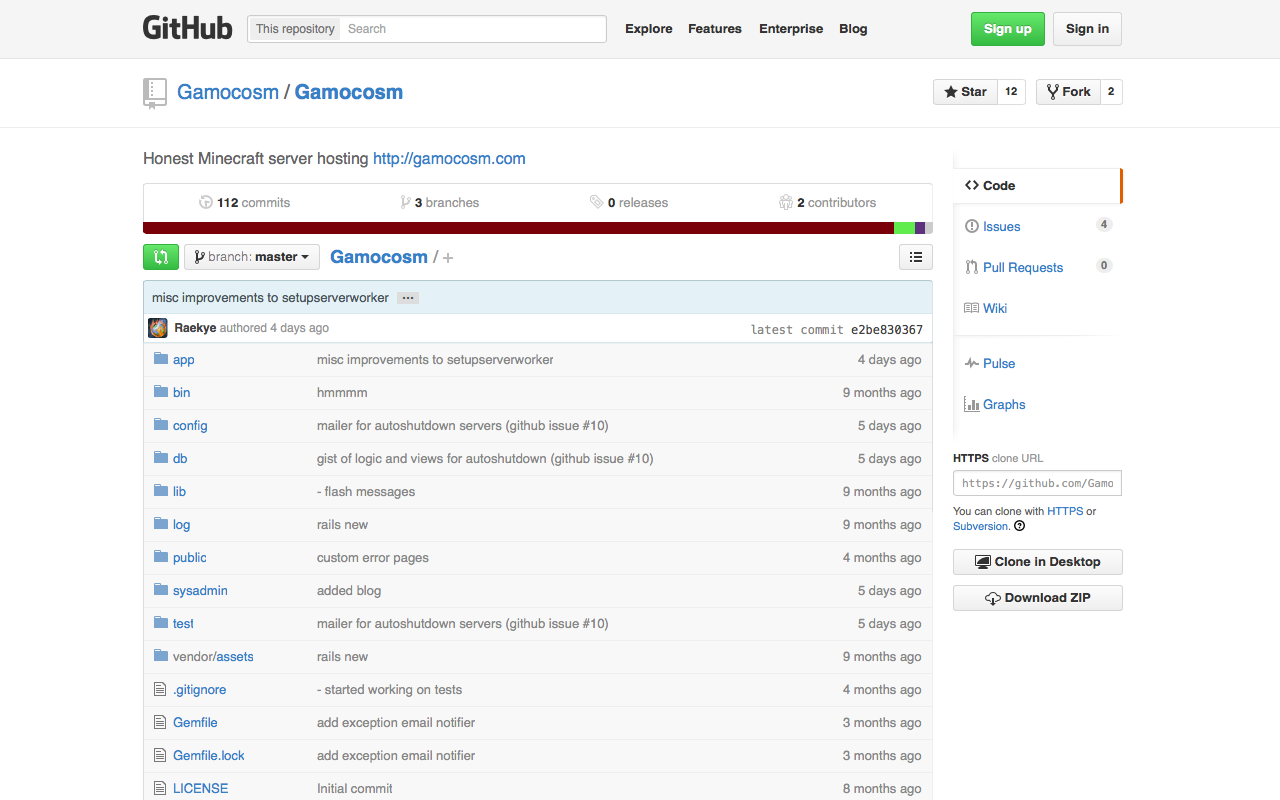 GitHub This repository Search Explore Features Enterprise Blog Sign up Sign in
Gamocosm / Gamocosm Star 12 Fork 2
Honest Minecraft server hosting http://gamocosm.com
112 commits 3 branches 0 releases 2 contributors
branch: master Gamocosm / +
misc improvements to setupserverworker ...
Raekye authored 4 days ago latest commit e2be830367
app misc improvements to setupserverworker 4 days ago
bin hmmmm 9 months ago
config mailer for autoshutdown servers (github issue #10) 5 days ago
db gist of logic and views for autoshutdown (github issue #10) 5 days ago
lib - flash messages 9 months ago
log rails new 9 months ago
public custom error pages 4 months ago
sysadmin added blog 5 days ago
test mailer for autoshutdown servers (github issue #10) 5 days ago
vendor/assets rails new 9 months ago
.gitignore - started working on tests 4 months ago
Gemfile add exception email notifier 3 months ago
Gemfile.lock add exception email notifier 3 months ago
LICENSE Initial commit 8 months ago
Code
Issues 4
Pull Requests 0
Wiki
Pulse
Graphs
HTTPS clone URL
https://github.com/Gamo
You can clone with HTTPS or
Subversion.
Clone in Desktop
Download ZIP